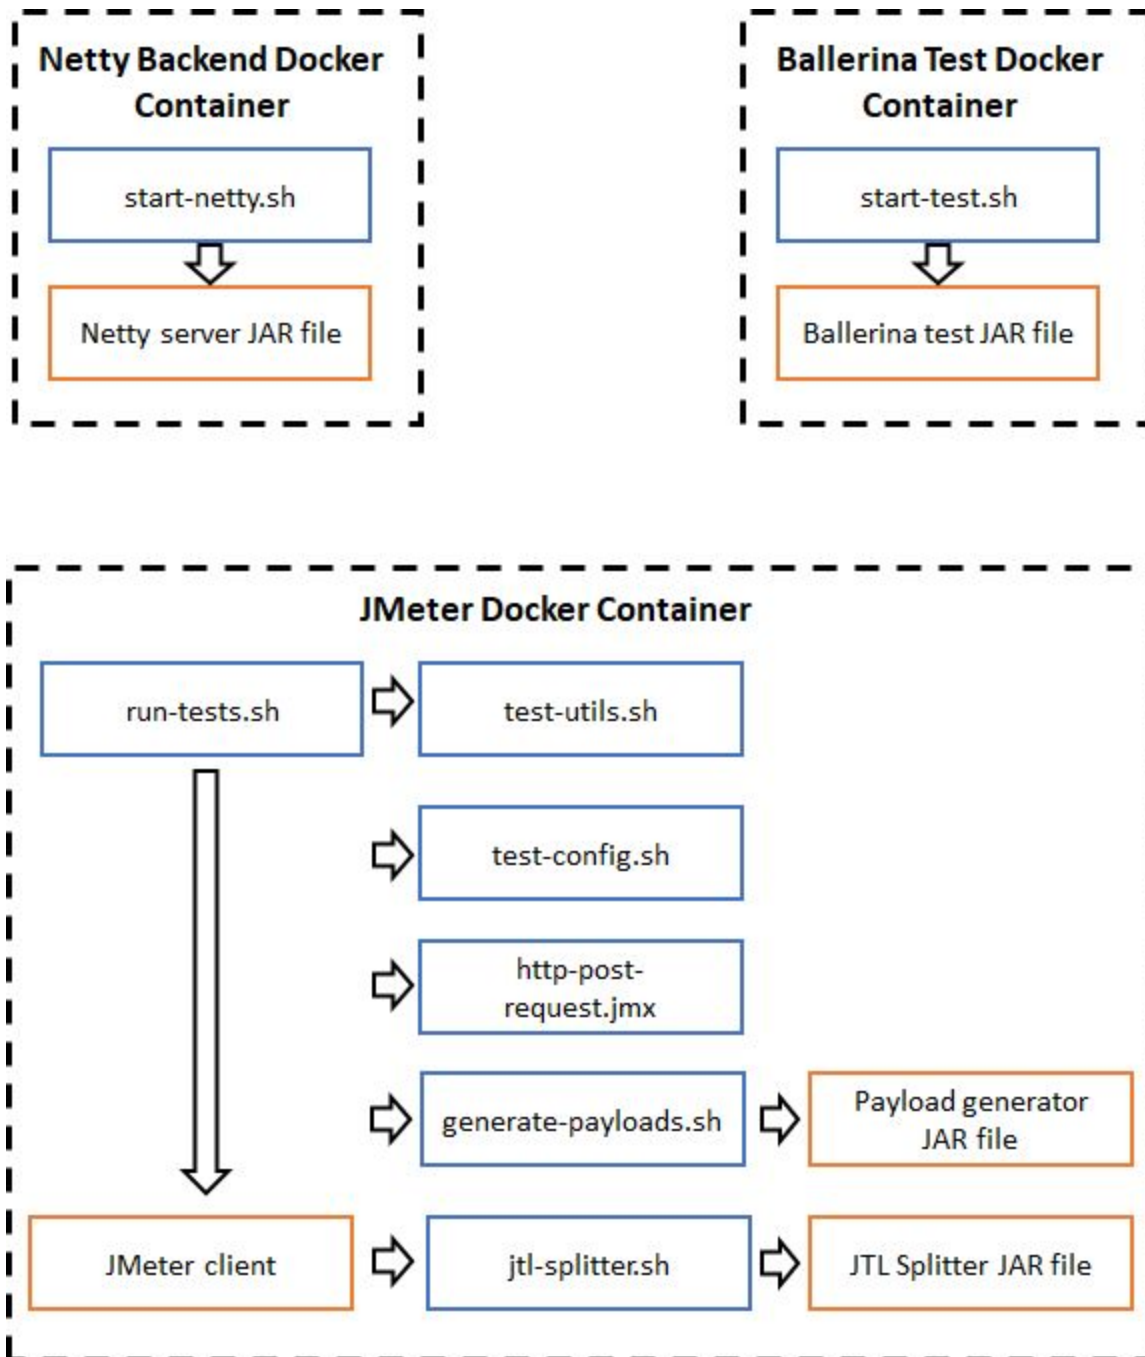 Netty Backend Docker
Container
start-netty.sh
Netty server JAR file
Ballerina Test Docker
Container
start-test.sh
Ballerina test JAR file
JMeter Docker Container
run-tests.sh
test-utils.sh
test-config.sh
http-post-
request.jmx
generate-payloads.sh
Payload generator
JAR file
JMeter client
jtl-splitter.sh
JTL Splitter JAR file